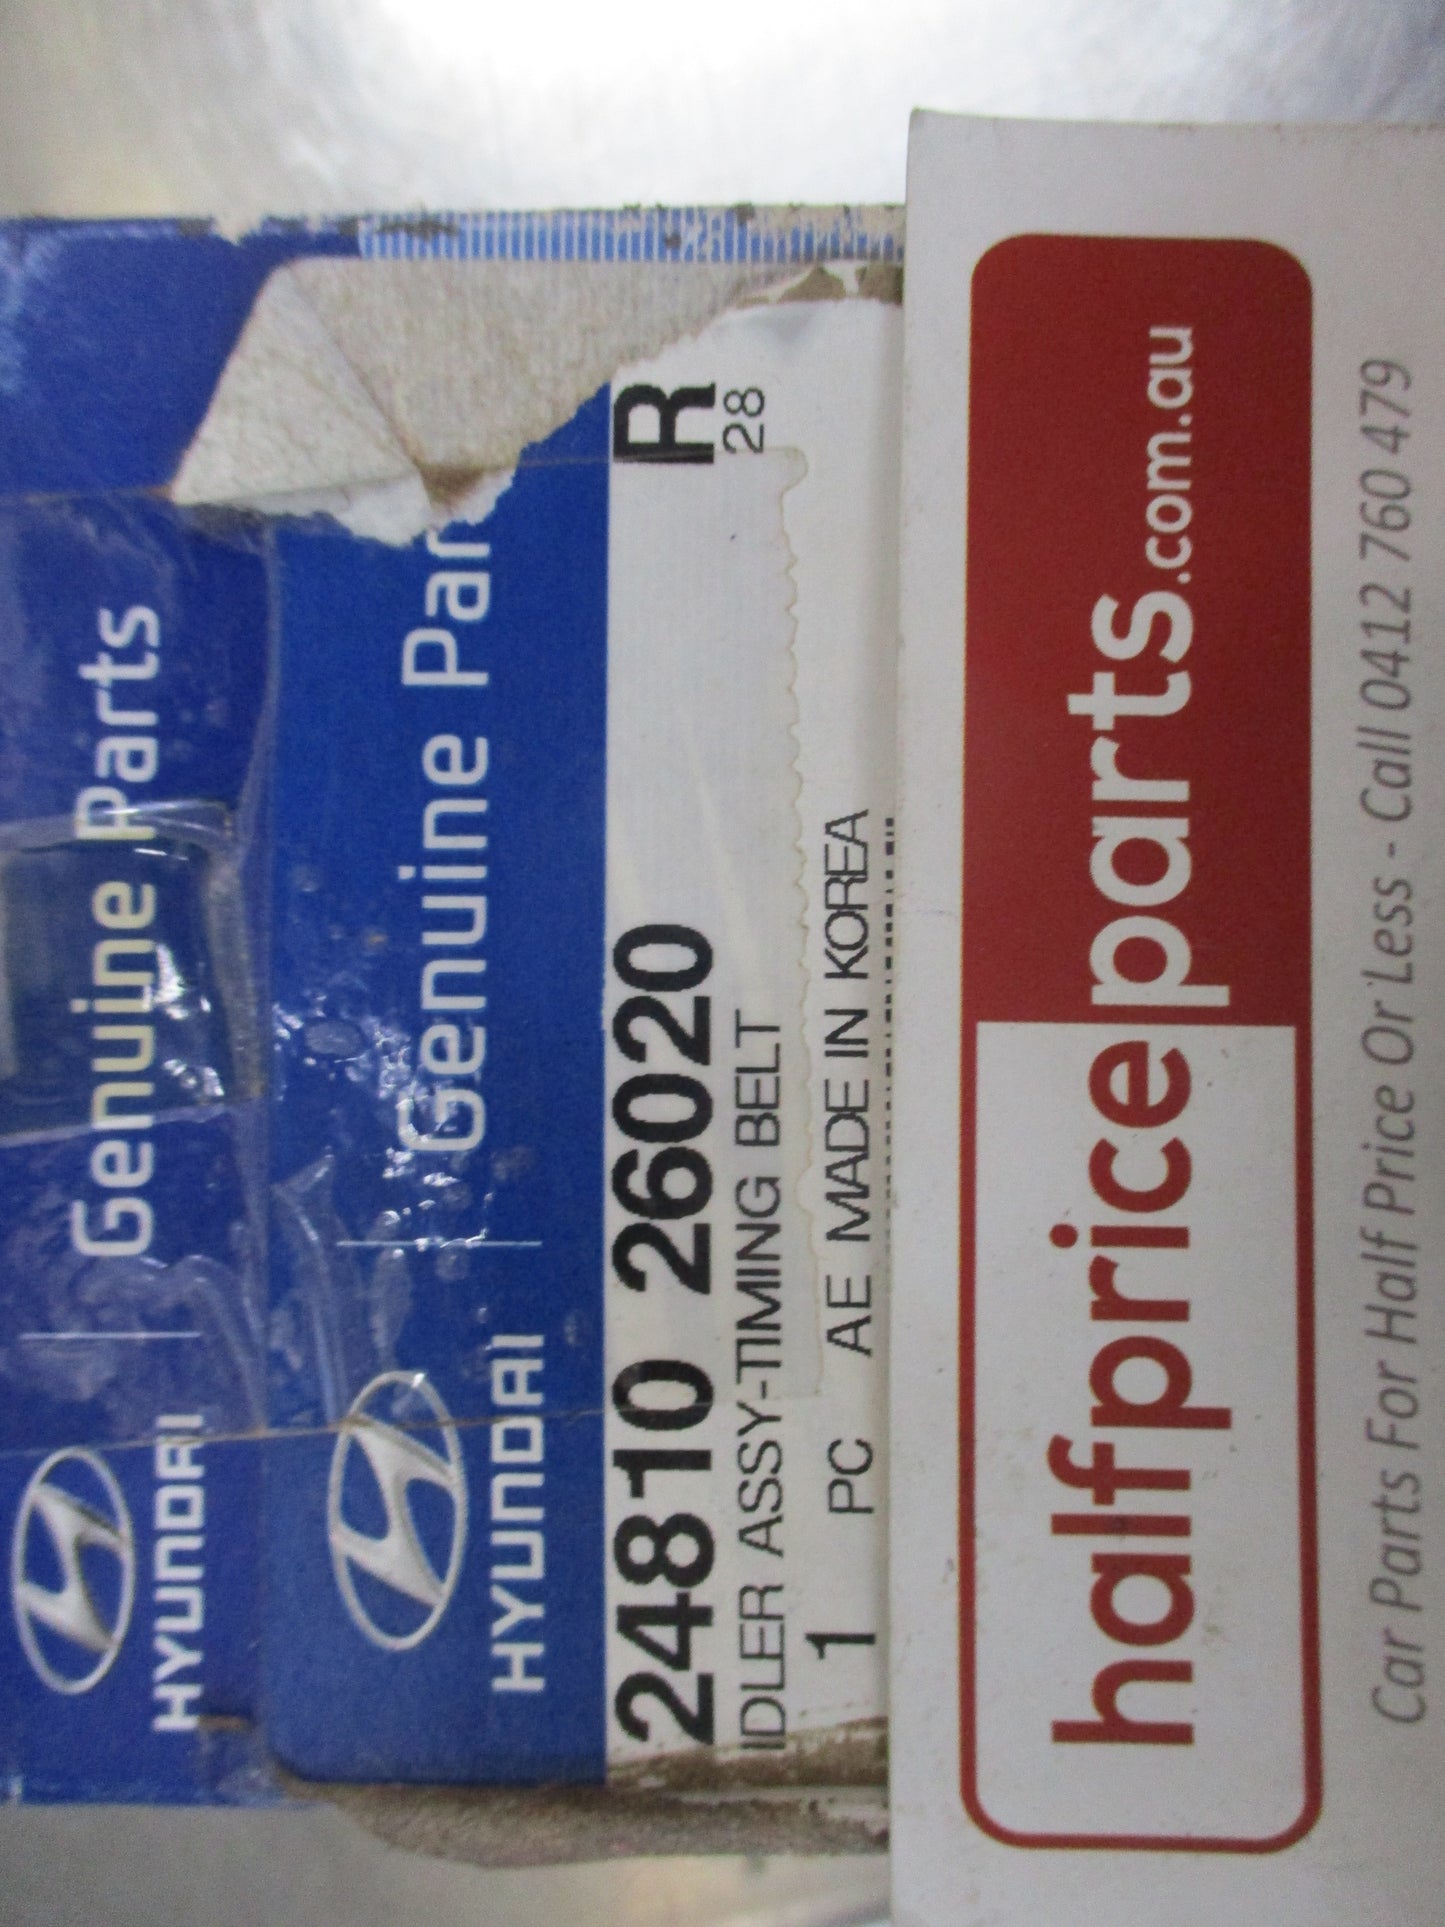 HYUNDAI
Genuine Parts
HYUNDAI
Genuine Par
24810 26020
R
28
IDLER ASSY-TIMING BELT
1 PC AE MADE IN KOREA
halfpriceparts.com.au
Car Parts For Half Price Or Less - Call 0412 760 479